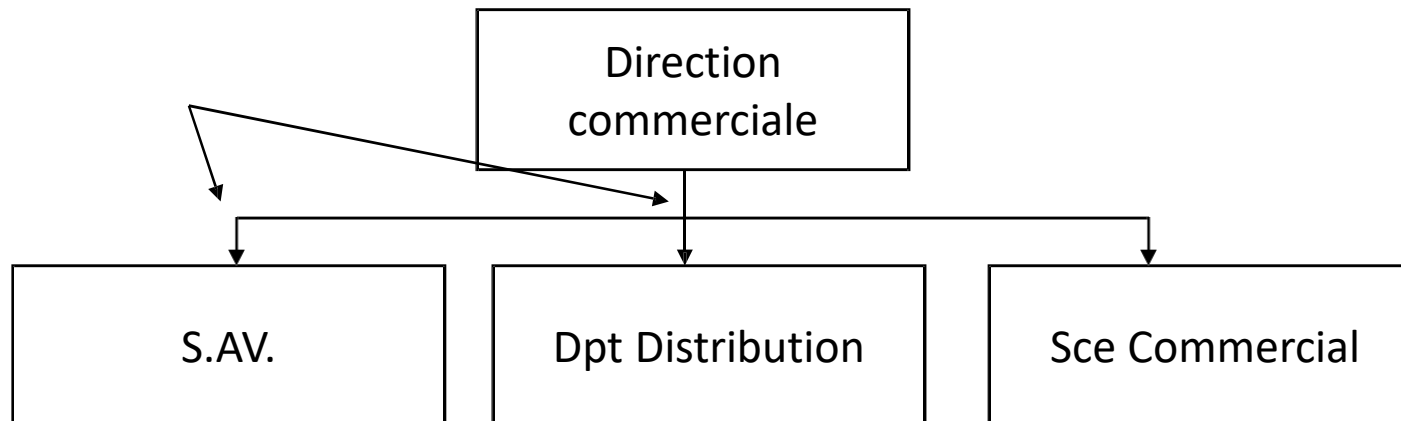 Direction
commerciale
S.AV.
Dpt Distribution
Sce Commercial